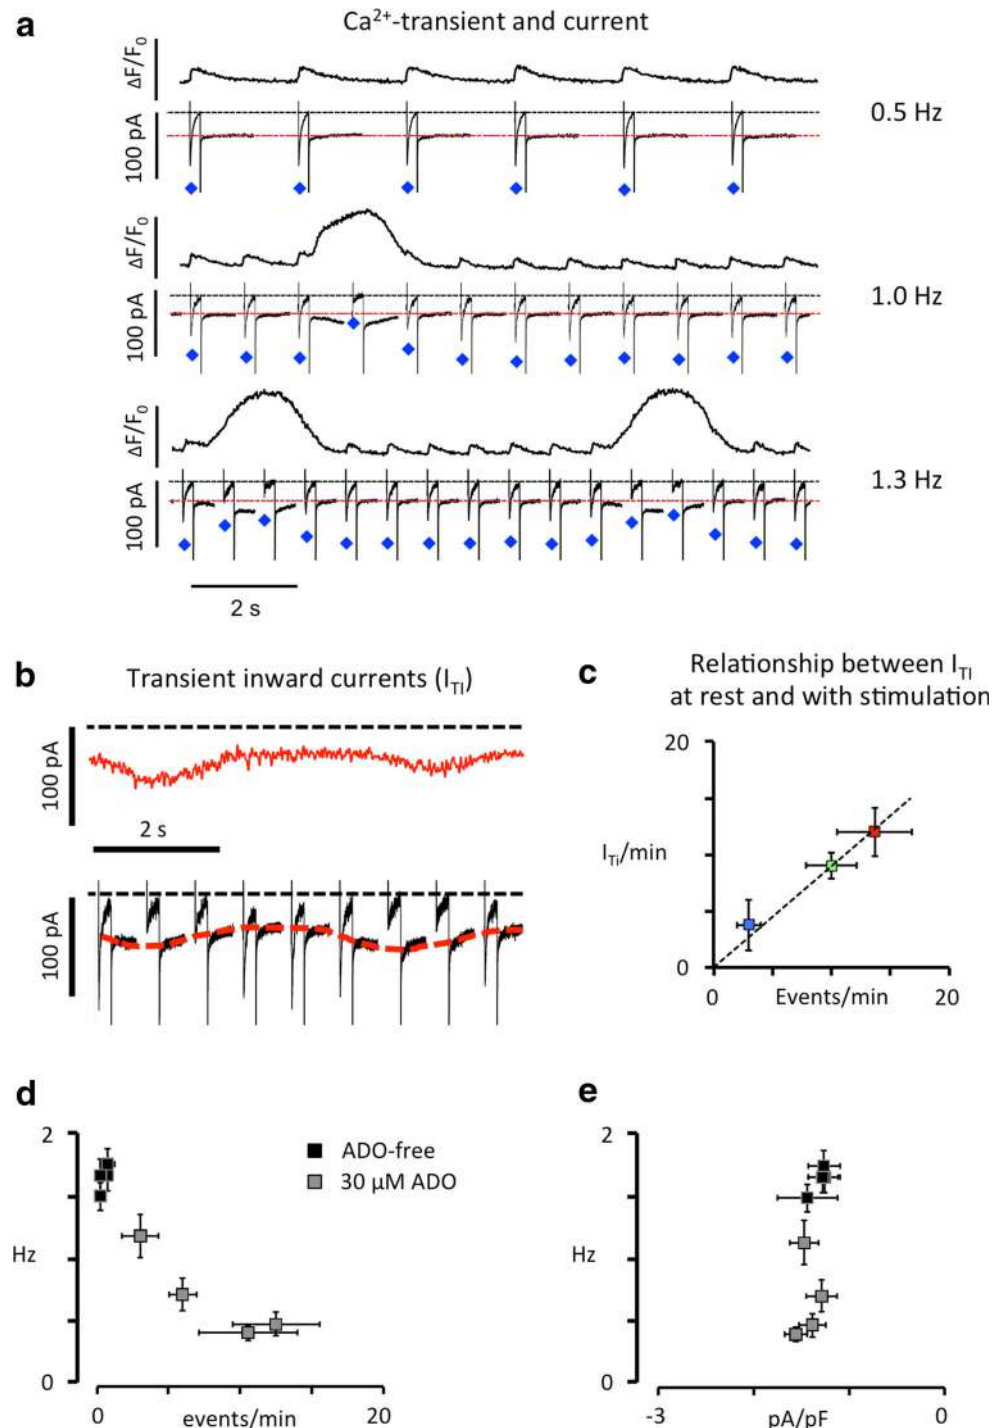 a
Ca²⁺-transient and current
ΔF/F₀
100 pA
0.5 Hz
ΔF/F₀
100 pA
1.0 Hz
ΔF/F₀
100 pA
1.3 Hz
2 s
b
Transient inward currents (I_TI)
100 pA
2 s
100 pA
c
Relationship between I_TI
at rest and with stimulation
20
I_Ti/min
0
0
Events/min
20
d
2
ADO-free
30 µM ADO
Hz
0
0
events/min
20
e
2
Hz
0
-3
pA/pF
0